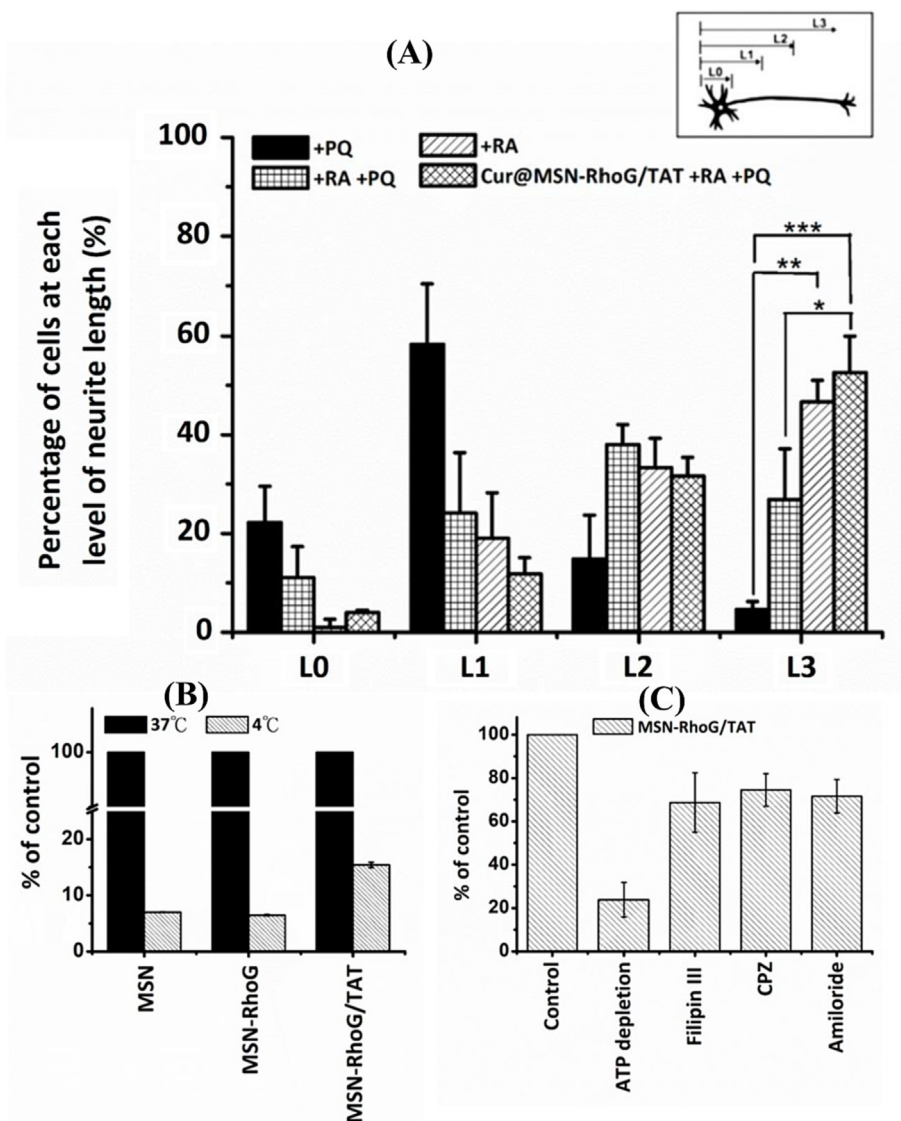 (A)
L3
L2
L1
L0
100
80
60
40
20
0
Percentage of cells at each
level of neurite length (%)
+PQ
+RA
+RA +PQ
Cur@MSN-RhoG/TAT +RA +PQ
***
**
*
L0
L1
L2
L3
(B)
37℃
4℃
100
20
10
0
% of control
MSN
MSN-RhoG
MSN-RhoG/TAT
(C)
MSN-RhoG/TAT
100
80
60
40
20
0
% of control
Control
ATP depletion
Filipin III
CPZ
Amiloride